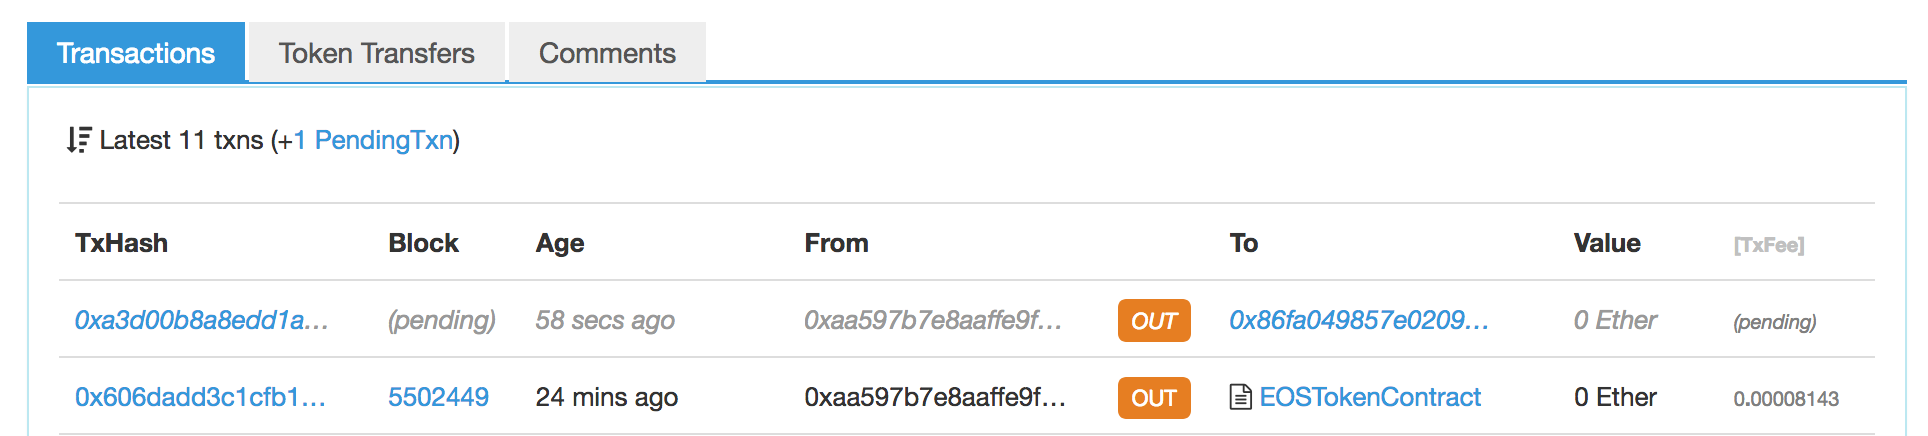 Transactions Token Transfers Comments
Latest 11 txns (+1 PendingTxn)
TxHash Block Age From To Value [TxFee]
0xa3d00b8a8edd1a... (pending) 58 secs ago 0xaa597b7e8aaffe9f... OUT 0x86fa049857e0209... 0 Ether (pending)
0x606dadd3c1cfb1... 5502449 24 mins ago 0xaa597b7e8aaffe9f... OUT EOSTokenContract 0 Ether 0.00008143